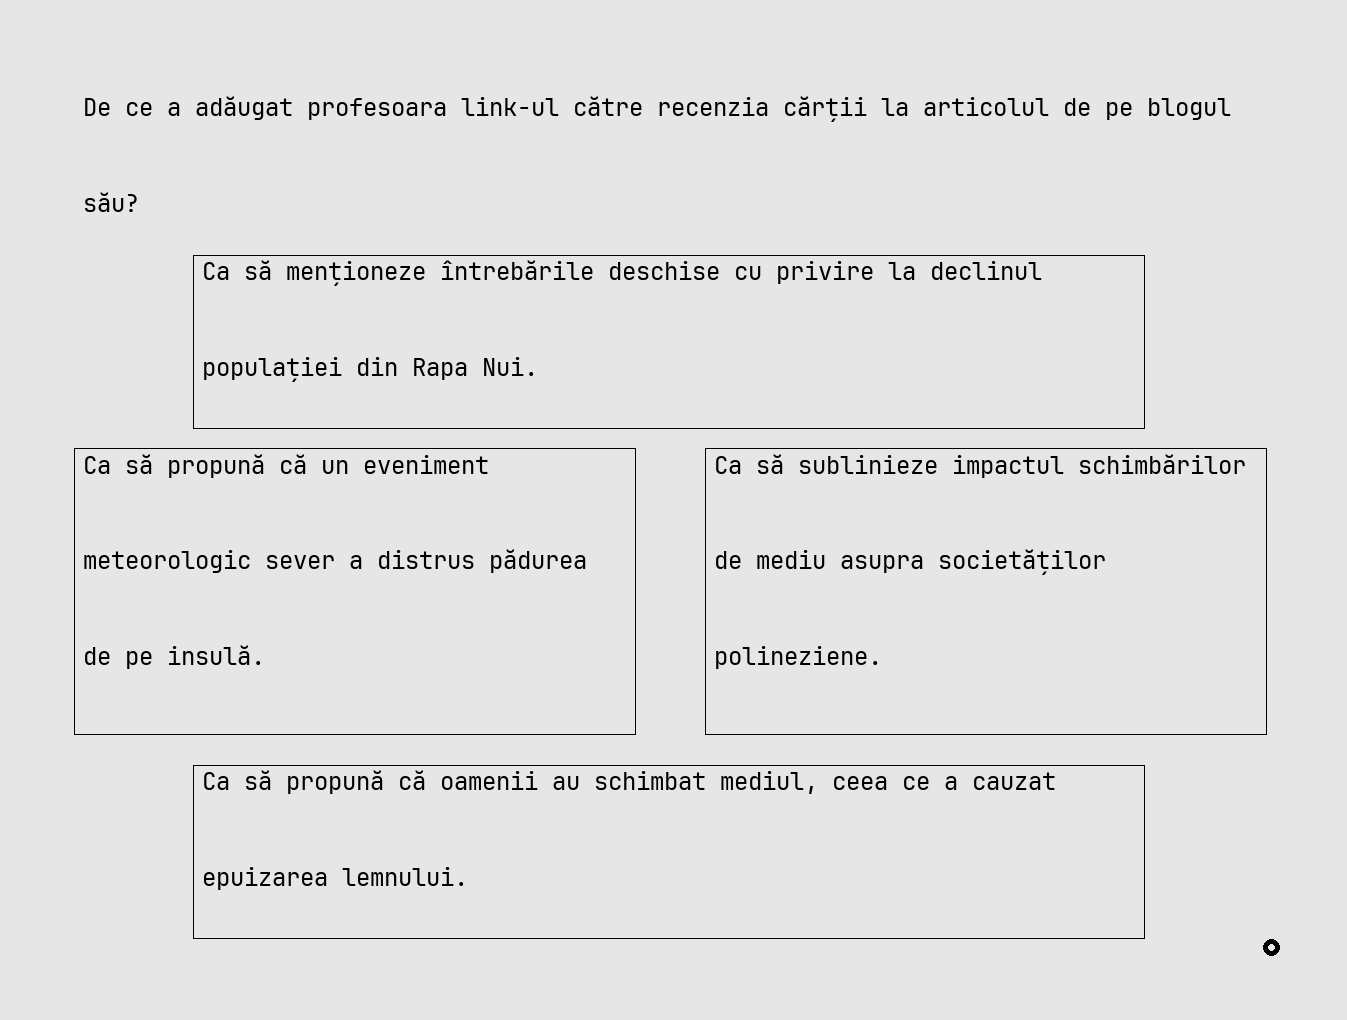 De ce a adăugat profesoara link-ul către recenzia cărții la articolul de pe blogul
său?
Ca să menționeze întrebările deschise cu privire la declinul
populației din Rapa Nui.
Ca să propună că un eveniment
meteorologic sever a distrus pădurea
de pe insulă.
Ca să sublinieze impactul schimbărilor
de mediu asupra societăților
polineziene.
Ca să propună că oamenii au schimbat mediul, ceea ce a cauzat
epuizarea lemnului.